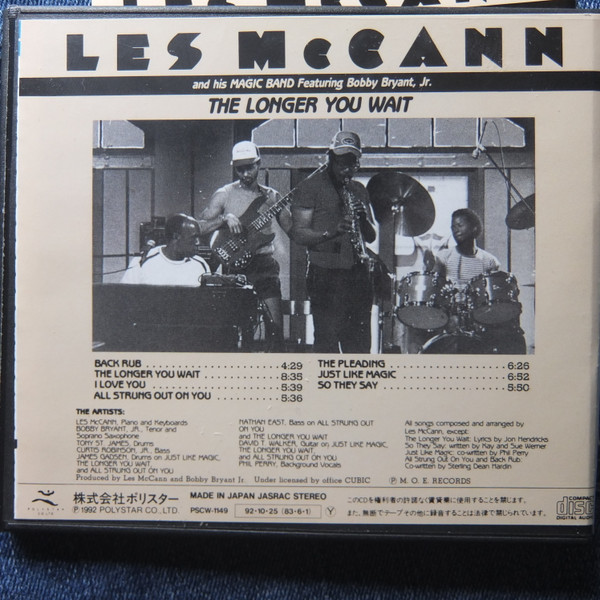 LES McCANN
and his MAGIC BAND Featuring Bobby Bryant, Jr.
THE LONGER YOU WAIT
BACK RUB 4:29
THE LONGER YOU WAIT 8:35
I LOVE YOU 5:39
ALL STRUNG OUT ON YOU 5:36
THE PLEADING 6:26
JUST LIKE MAGIC 6:52
SO THEY SAY 5:50
THE ARTISTS:
LES McCANN, Piano and Keyboards
BOBBY BRYANT, JR., Tenor and
Soprano Saxophone
TONY ST. JAMES, Drums
CURTIS ROBINSON, JR., Bass
JAMES GADSEN, Drums on JUST LIKE MAGIC,
THE LONGER YOU WAIT,
and ALL STRUNG OUT ON YOU
NATHAN EAST, Bass on ALL STRUNG OUT
ON YOU
and THE LONGER YOU WAIT
DAVID T. WALKER, Guitar on JUST LIKE MAGIC,
THE LONGER YOU WAIT,
and ALL STRUNG OUT ON YOU
PHIL PERRY, Background Vocals
All songs composed and arranged by
Les McCann, except:
The Longer You Wait: Lyrics by Jon Hendricks
So They Say: written by Kay and Sue Werner
Just Like Magic: co-written by Phil Perry
All Strung Out On You and Back Rub:
Co-written by Sterling Dean Nardin
Produced by Les McCann and Bobby Bryant Jr. Under licensed by office CUBIC ℗ M. O. E. RECORDS
POLYSTAR
CO.,LTD.
株式会社ポリスター
℗1992 POLYSTAR CO., LTD.
MADE IN JAPAN JASRAC STEREO
PSCW-1149 92·10·25 (83·6·1) Y
このCDを権利者の許諾なく賃貸業に使用することを禁じます。
また、無断でテープその他に録音することは法律で禁じられています。
COMPACT
disc
DIGITAL AUDIO